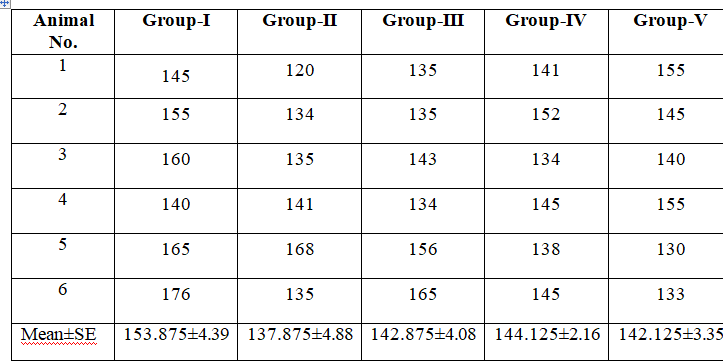 Animal No. Group-I Group-II Group-III Group-IV Group-V
1 145 120 135 141 155
2 155 134 135 152 145
3 160 135 143 134 140
4 140 141 134 145 155
5 165 168 156 138 130
6 176 135 165 145 133
Mean±SE 153.875±4.39 137.875±4.88 142.875±4.08 144.125±2.16 142.125±3.35